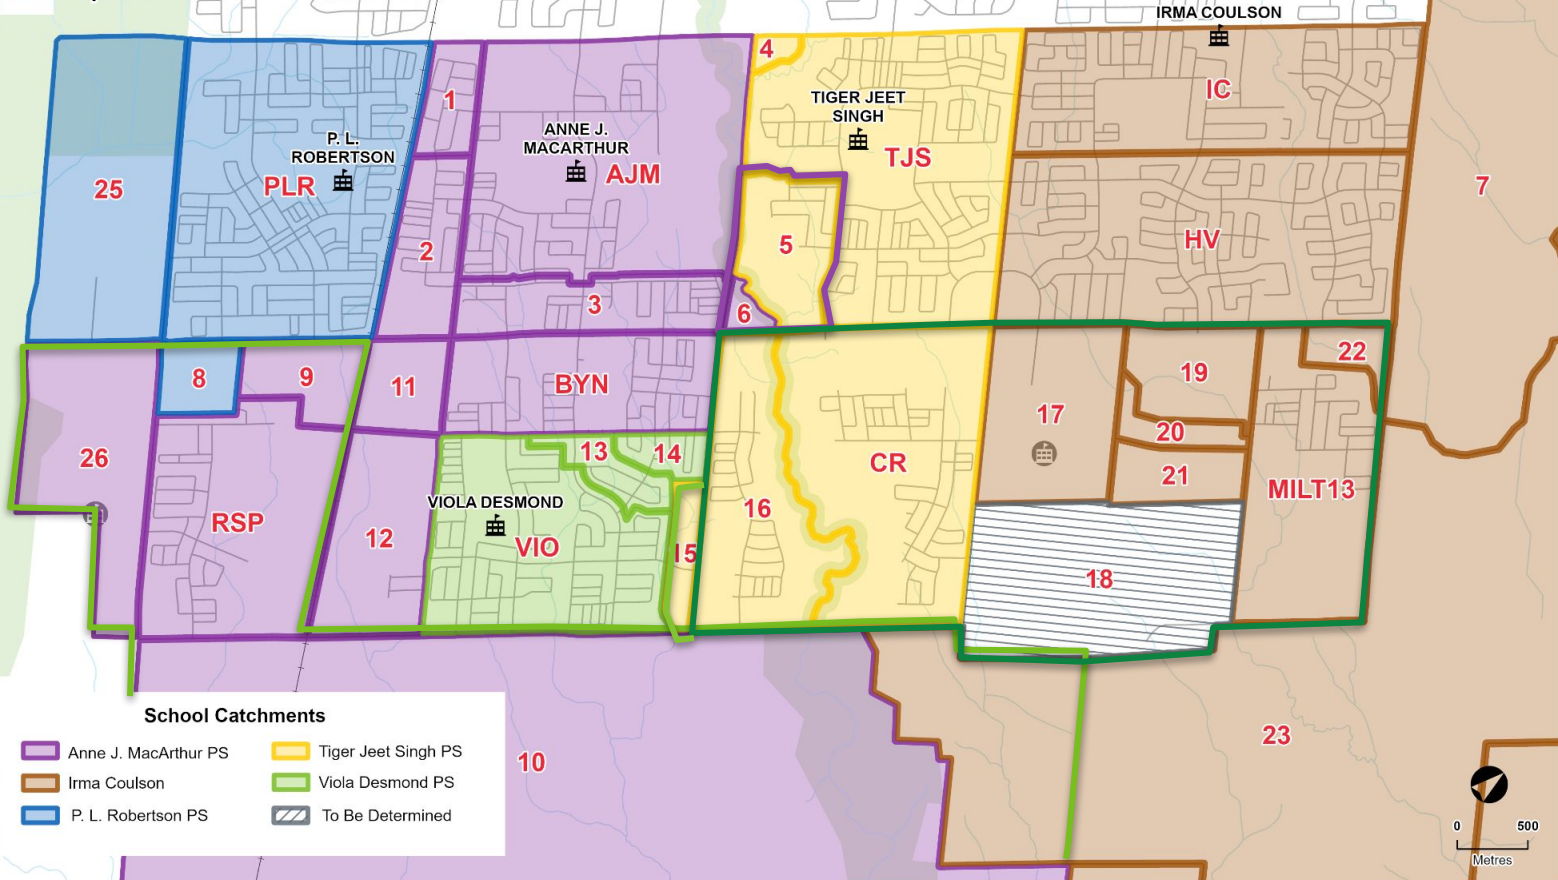 IRMA COULSON
4
TIGER JEET
SINGH
IC
1
P. L.
ROBERTSON
ANNE J.
MACARTHUR
TJS
25
PLR
AJM
7
2
5
HV
3
6
8
9
11
BYN
22
19
17
20
26
13
14
CR
21
VIOLA DESMOND
MILT13
RSP
12
VIO
15
16
18
10
23
School Catchments
Anne J. MacArthur PS
Tiger Jeet Singh PS
Irma Coulson
Viola Desmond PS
P. L. Robertson PS
To Be Determined
0 500
Metres